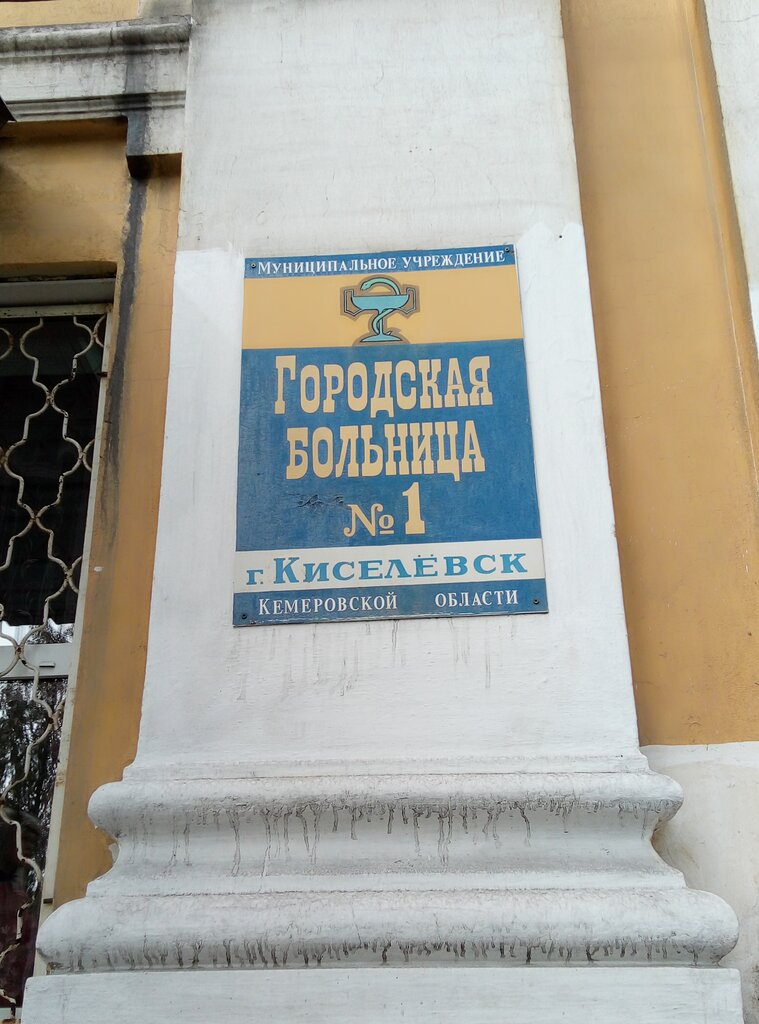 Муниципальное учреждение
Городская
больница
№ 1
г. Киселёвск
Кемеровской области